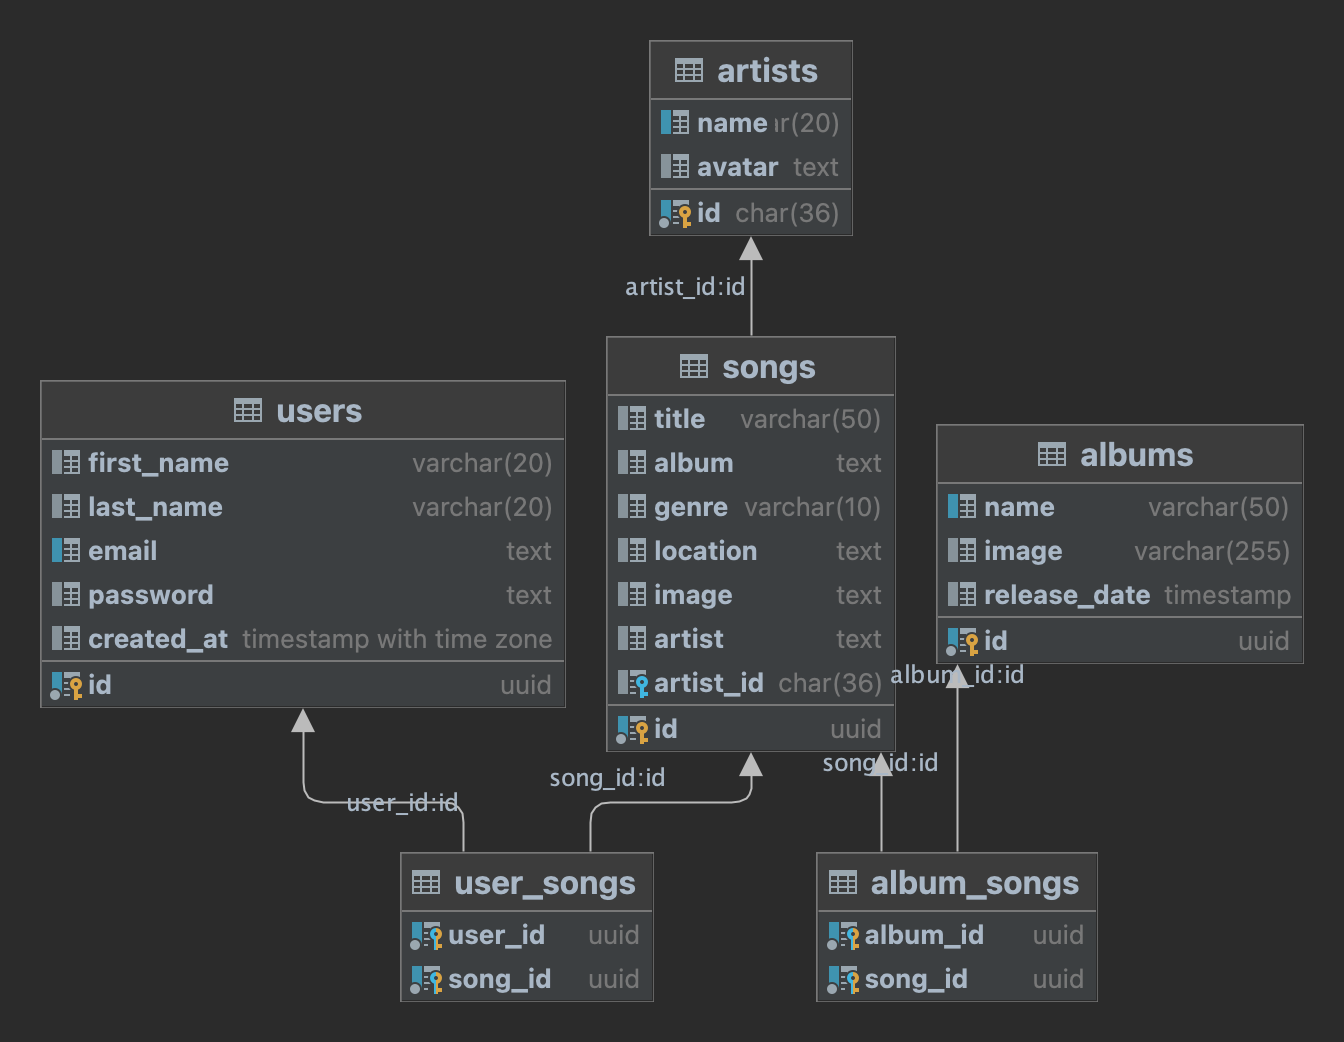 artists
name ar(20)
avatar text
id char(36)
artist_id:id
songs
title varchar(50)
album text
genre varchar(10)
location text
image text
artist text
artist_id char(36)
id uuid
users
first_name varchar(20)
last_name varchar(20)
email text
password text
created_at timestamp with time zone
id uuid
albums
name varchar(50)
image varchar(255)
release_date timestamp
id uuid
album_id:id
song_id:id
song_id:id
user_id:id
user_songs
user_id uuid
song_id uuid
album_songs
album_id uuid
song_id uuid